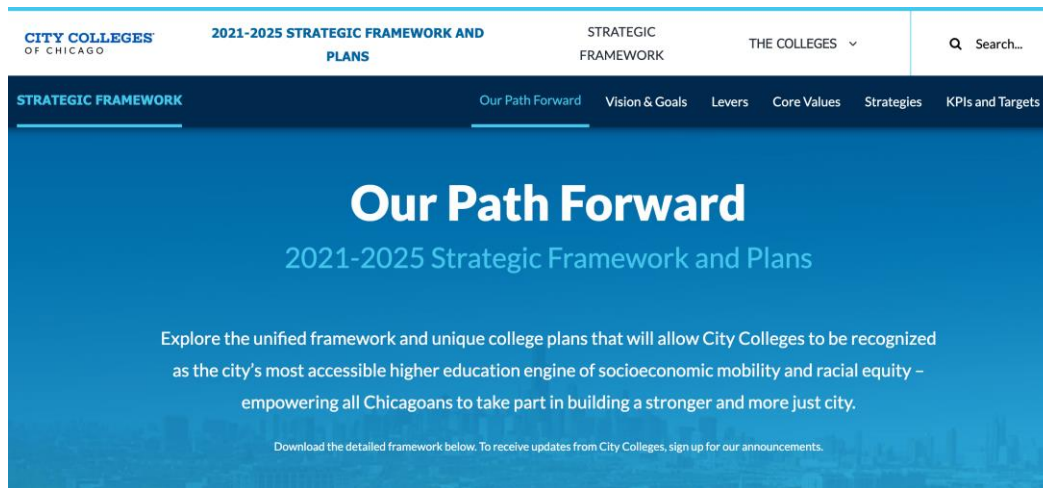 CITY COLLEGES
OF CHICAGO
2021-2025 STRATEGIC FRAMEWORK AND
PLANS
STRATEGIC
FRAMEWORK
THE COLLEGES
Search...
STRATEGIC FRAMEWORK
Our Path Forward
Vision & Goals
Levers
Core Values
Strategies
KPIs and Targets
Our Path Forward
2021-2025 Strategic Framework and Plans
Explore the unified framework and unique college plans that will allow City Colleges to be recognized
as the city’s most accessible higher education engine of socioeconomic mobility and racial equity –
empowering all Chicagoans to take part in building a stronger and more just city.
Download the detailed framework below. To receive updates from City Colleges, sign up for our announcements.